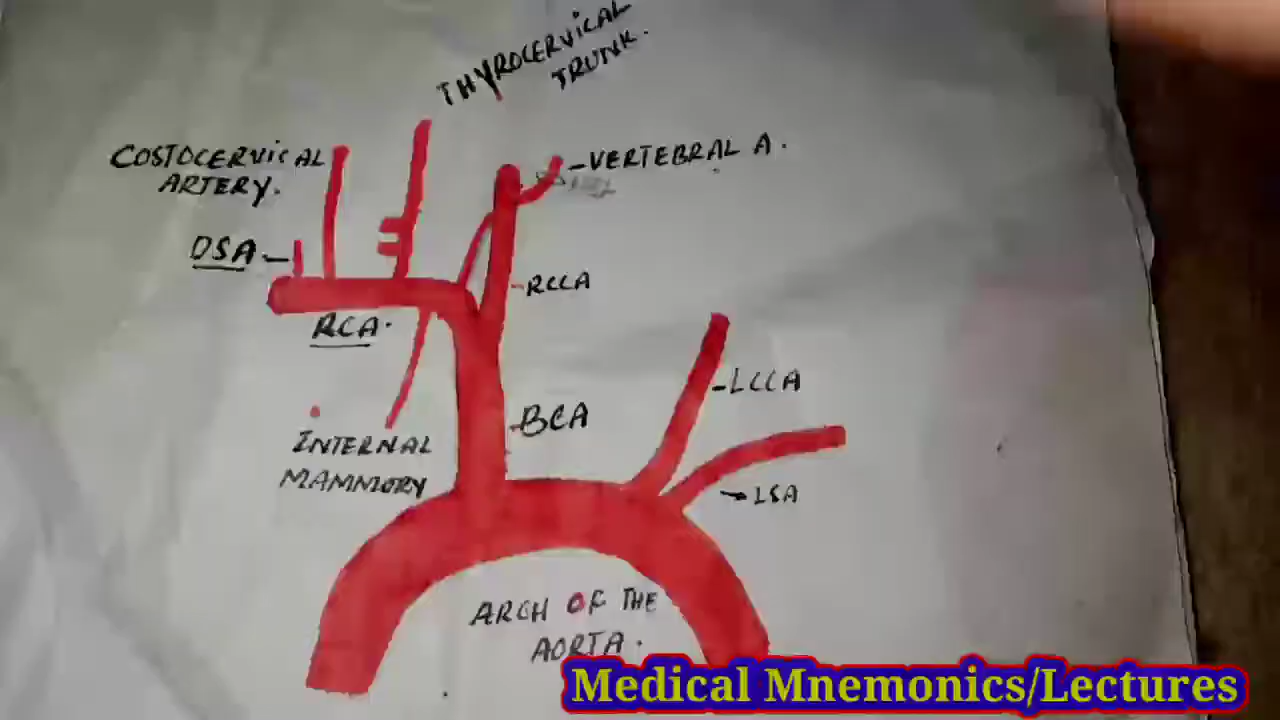 THYROCERVICAL
TRUNK.
COSTOCERVICAL
ARTERY.
-VERTEBRAL A.
DSA-
-RCCA
RCA.
-LCCA
-BCA
INTERNAL
MAMMORY
-LSA
ARCH OF THE
AORTA.
Medical Mnemonics/Lectures